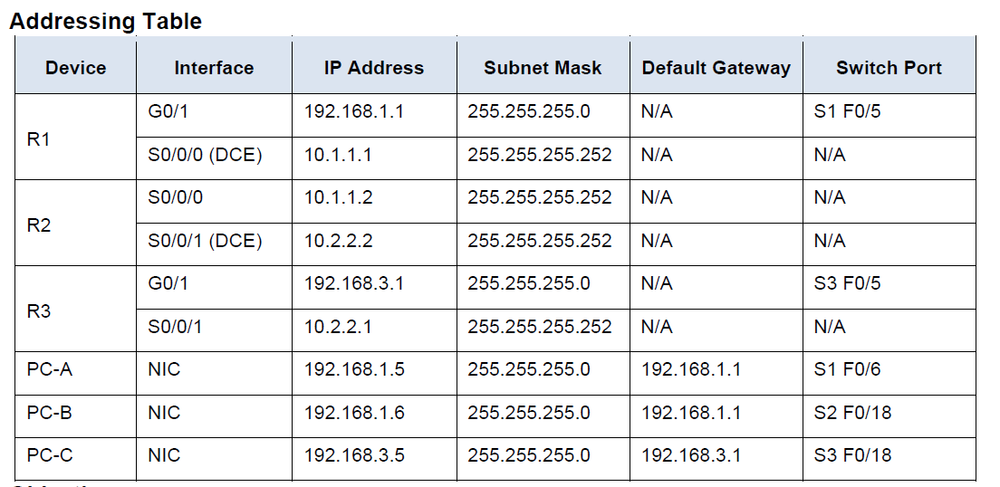 Addressing Table
Device Interface IP Address Subnet Mask Default Gateway Switch Port
R1 G0/1 192.168.1.1 255.255.255.0 N/A S1 F0/5
S0/0/0 (DCE) 10.1.1.1 255.255.255.252 N/A N/A
R2 S0/0/0 10.1.1.2 255.255.255.252 N/A N/A
S0/0/1 (DCE) 10.2.2.2 255.255.255.252 N/A N/A
R3 G0/1 192.168.3.1 255.255.255.0 N/A S3 F0/5
S0/0/1 10.2.2.1 255.255.255.252 N/A N/A
PC-A NIC 192.168.1.5 255.255.255.0 192.168.1.1 S1 F0/6
PC-B NIC 192.168.1.6 255.255.255.0 192.168.1.1 S2 F0/18
PC-C NIC 192.168.3.5 255.255.255.0 192.168.3.1 S3 F0/18